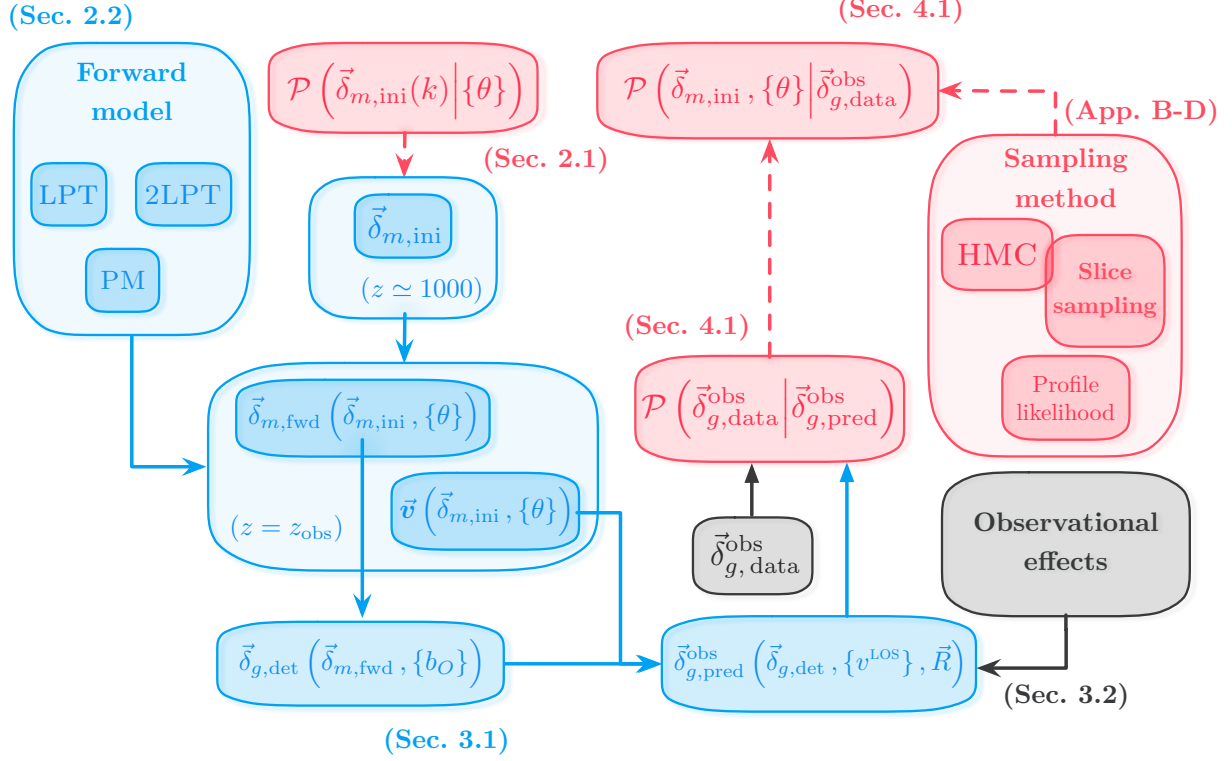 (Sec. 2.2)
Forward
model
LPT
2LPT
PM
𝒫 (δ⃗_{m,ini}(k) | {θ})
(Sec. 2.1)
δ⃗_{m,ini}
(z ≃ 1000)
δ⃗_{m,fwd} (δ⃗_{m,ini} , {θ})
v⃗ (δ⃗_{m,ini} , {θ})
(z = z_{obs})
δ⃗_{g,det} (δ⃗_{m,fwd} , {b_O})
(Sec. 3.1)
(Sec. 4.1)
𝒫 (δ⃗_{m,ini} , {θ} | δ⃗^{obs}_{g,data})
(Sec. 4.1)
𝒫 (δ⃗^{obs}_{g,data} | δ⃗^{obs}_{g,pred})
δ⃗^{obs}_{g, data}
δ⃗^{obs}_{g,pred} (δ⃗_{g,det} , {v^{LOS}} , R⃗)
(App. B-D)
Sampling
method
HMC
Slice
sampling
Profile
likelihood
Observational
effects
(Sec. 3.2)